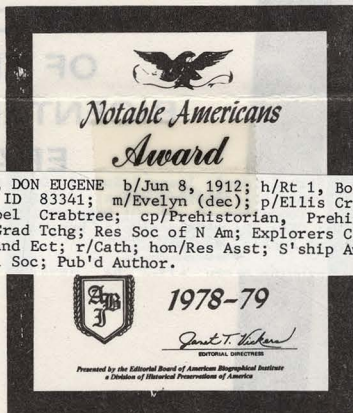 Notable Americans
Award
, DON EUGENE b/Jun 8, 1912; h/Rt 1, Bo
ID 83341; m/Evelyn (dec); p/Ellis Cr
bel Crabtree; cp/Prehistorian, Prehi
Grad Tchg; Res Soc of N Am; Explorers C
and Ect; r/Cath; hon/Res Asst; S'ship A
Soc; Pub'd Author.
ABI
1978-79
Janet T. Vickers
EDITORIAL DIRECTRESS
Presented by the Editorial Board of American Biographical Institute
a Division of Historical Preservations of America